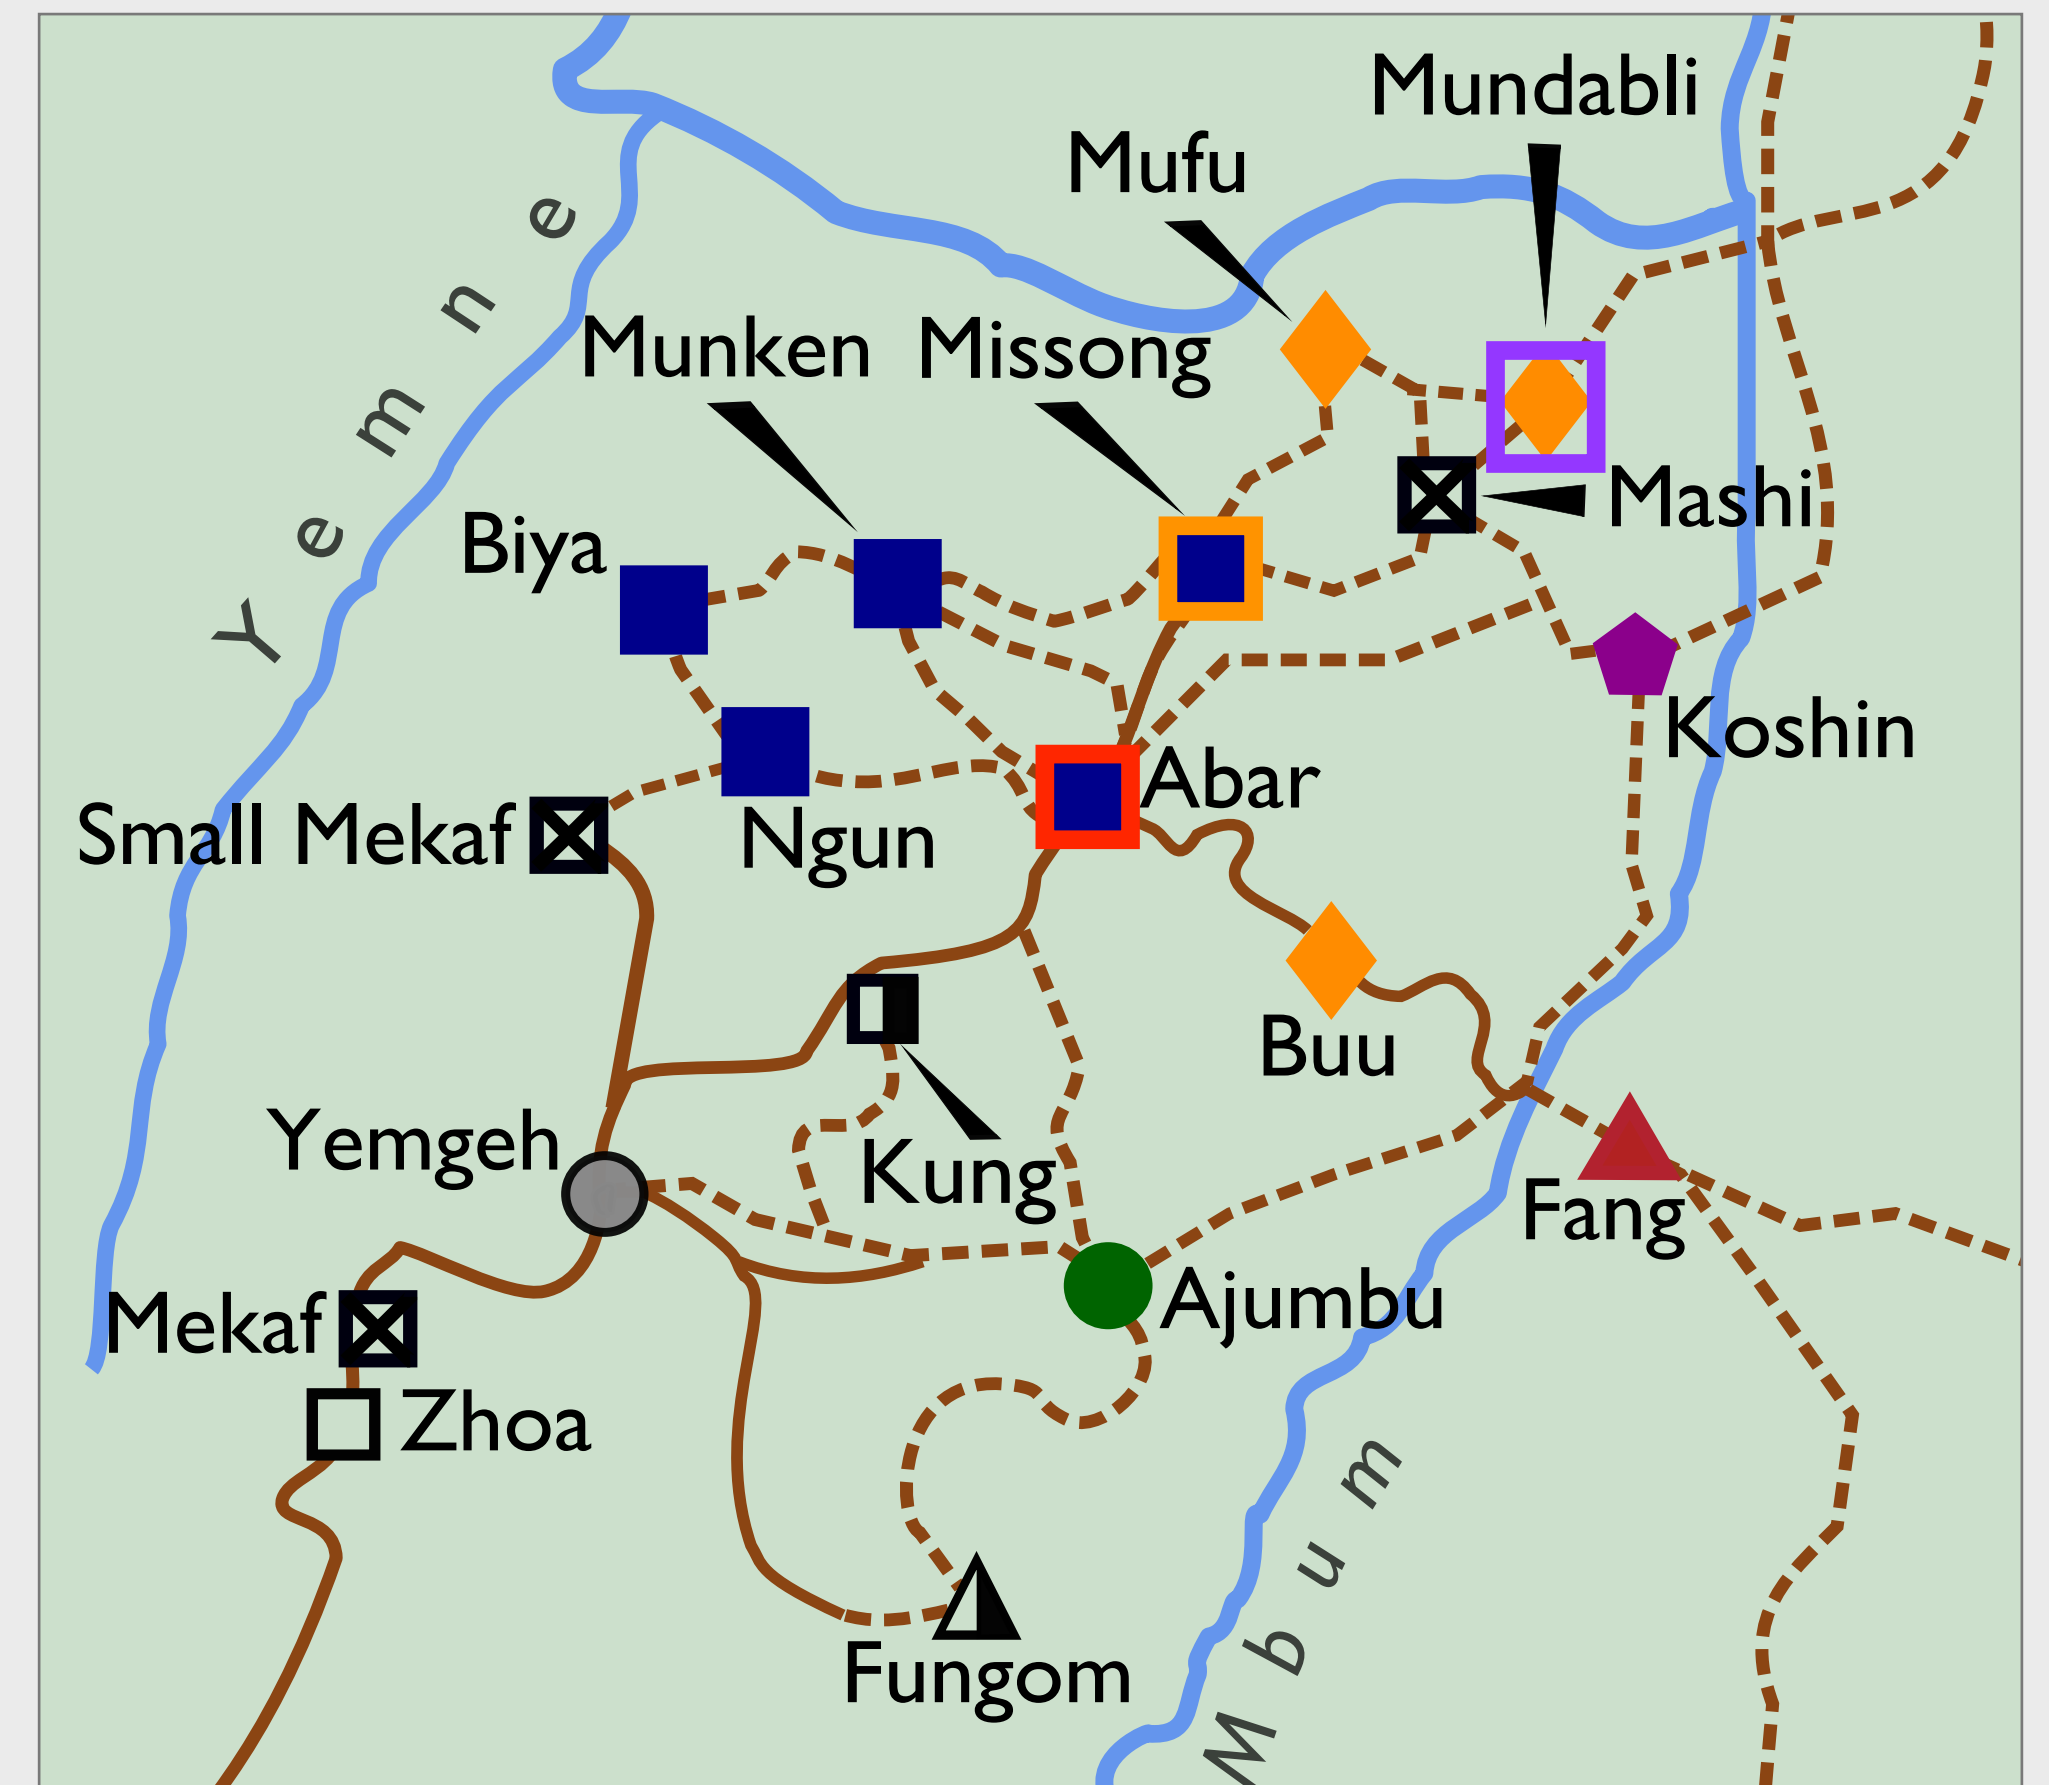 Mundabli
Mufu
Yemne
Munken
Missong
Mashi
Biya
Koshin
Abar
Small Mekaf
Ngun
Buu
Yemgeh
Kung
Fang
Ajumbu
Mekaf
Zhoa
Mbum
Fungom